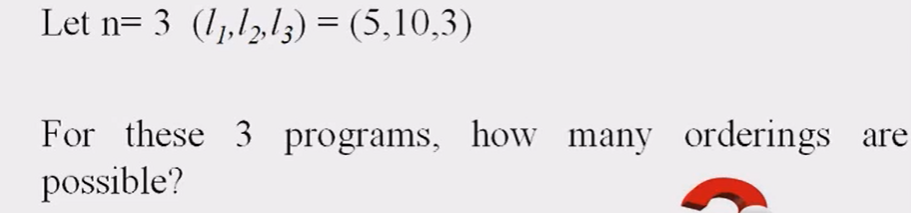 Let n= 3 (l₁,l₂,l₃) = (5,10,3)
For these 3 programs, how many orderings are
possible?